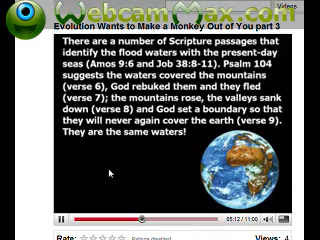 WebcamMax.com
Videos
Evolution Wants to Make a Monkey Out of You part 3
There are a number of Scripture passages that
identify the flood waters with the present-day
seas (Amos 9:6 and Job 38:8-11). Psalm 104
suggests the waters covered the mountains
(verse 6), God rebuked them and they fled
(verse 7); the mountains rose, the valleys sank
down (verse 8) and God set a boundary so that
they will never again cover the earth (verse 9).
They are the same waters!
05:12 / 11:00
Rate: Ratings disabled Views: 4